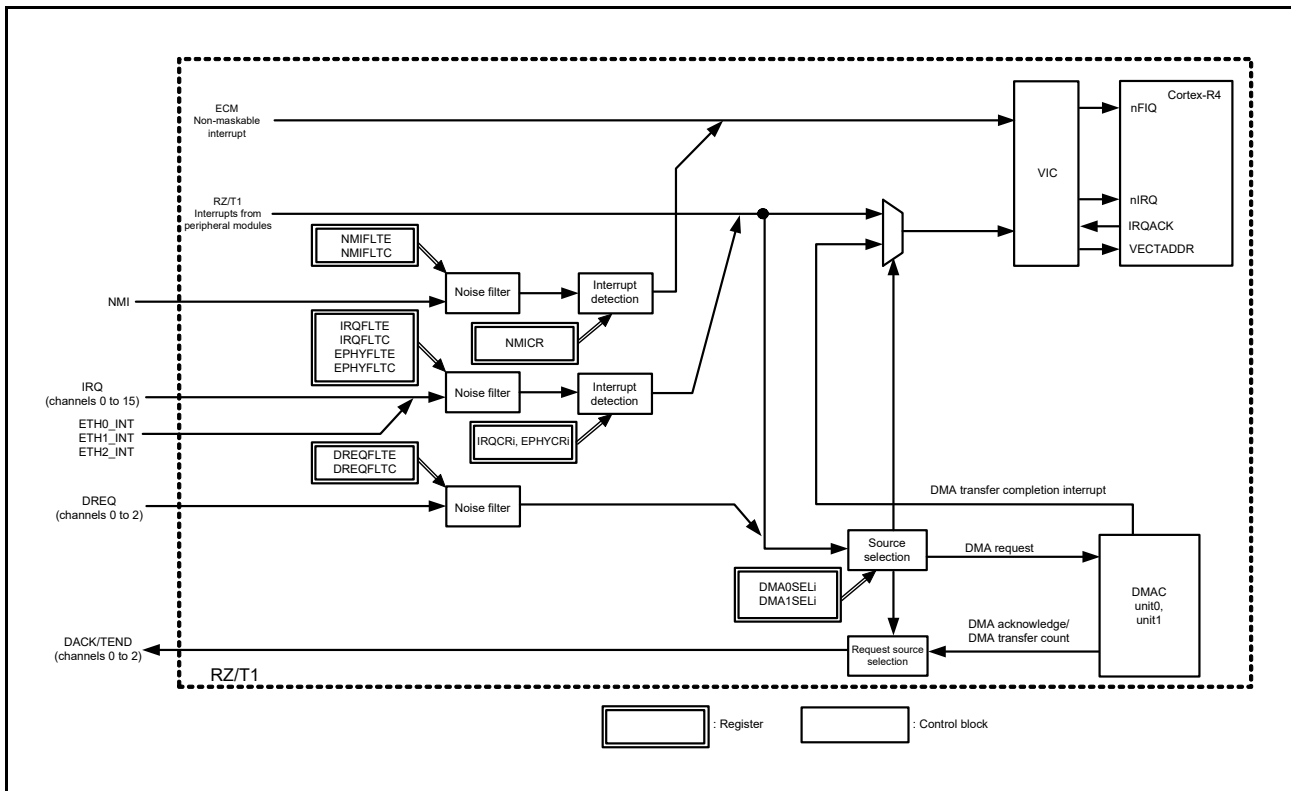 Cortex-R4
ECM
Non-maskable
interrupt
nFIQ
VIC
RZ/T1
Interrupts from
peripheral modules
nIRQ
IRQACK
VECTADDR
NMIFLTE
NMIFLTC
NMI
Noise filter
Interrupt
detection
NMICR
IRQFLTE
IRQFLTC
EPHYFLTE
EPHYFLTC
IRQ
(channels 0 to 15)
Noise filter
Interrupt
detection
ETH0_INT
ETH1_INT
ETH2_INT
IRQCRi, EPHYCRi
DREQFLTE
DREQFLTC
DREQ
(channels 0 to 2)
Noise filter
DMA transfer completion interrupt
Source
selection
DMA request
DMA0SELi
DMA1SELi
DMAC
unit0,
unit1
DMA acknowledge/
DMA transfer count
DACK/TEND
(channels 0 to 2)
Request source
selection
RZ/T1
: Register
: Control block